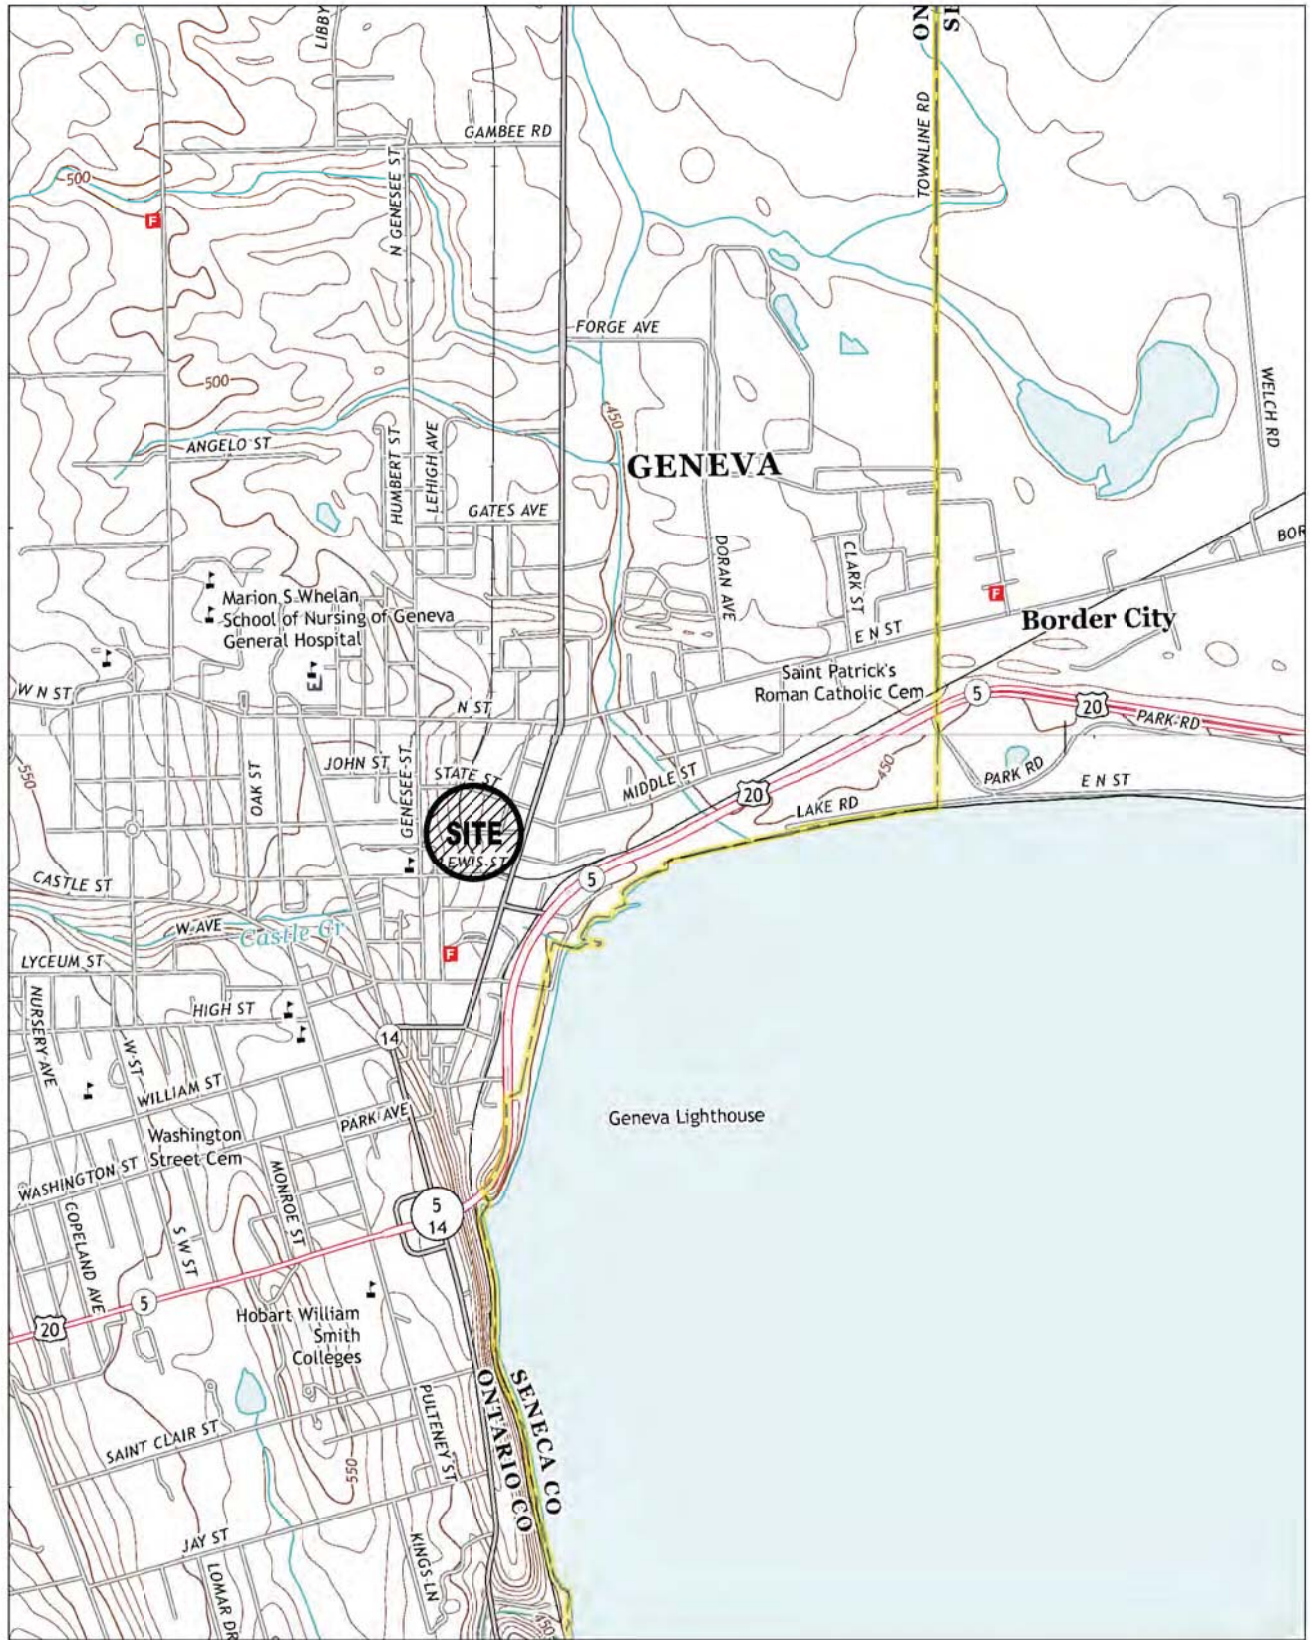 LIBBY
ON
SI
GAMBEE RD
TOWNLINE RD
N GENESEE ST
500
F
FORGE AVE
500
WELCH RD
450
ANGELO ST
HUMBERT ST
LEHIGH AVE
GENEVA
GATES AVE
DORAN AVE
CLARK ST
BOR
F
Marion S Whelan
School of Nursing of Geneva
General Hospital
E N ST
Border City
Saint Patrick's
Roman Catholic Cem
W N ST
N ST
5
20
PARK RD
550
OAK ST
JOHN ST
GENESEE ST
STATE ST
MIDDLE ST
20
450
PARK RD
E N ST
LAKE RD
SITE
LEWIS ST
5
CASTLE ST
W AVE
Castle Cr
LYCEUM ST
F
NURSERY AVE
HIGH ST
14
W ST
WILLIAM ST
PARK AVE
Geneva Lighthouse
Washington
Street Cem
WASHINGTON ST
MONROE ST
COPELAND AVE
S W ST
5
14
5
20
Hobart William
Smith
Colleges
SENECA CO
ONTARIO CO
PULTENEY ST
SAINT CLAIR ST
550
JAY ST
KINGS LN
LOMAR DR
450